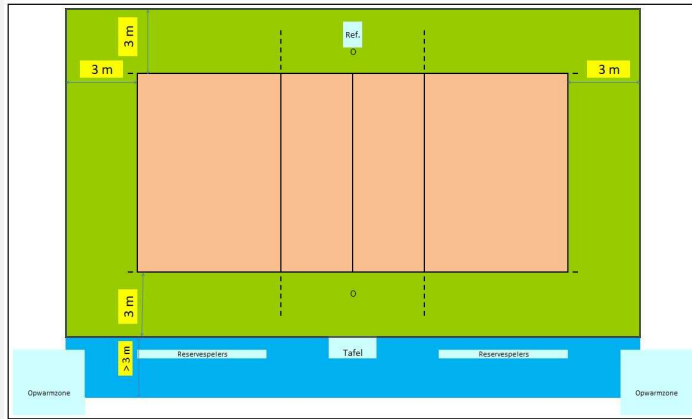 3 m
Ref.
O
3 m
3 m
3 m
O
>3 m
Reservespelers
Tafel
Reservespelers
Opwarmzone
Opwarmzone